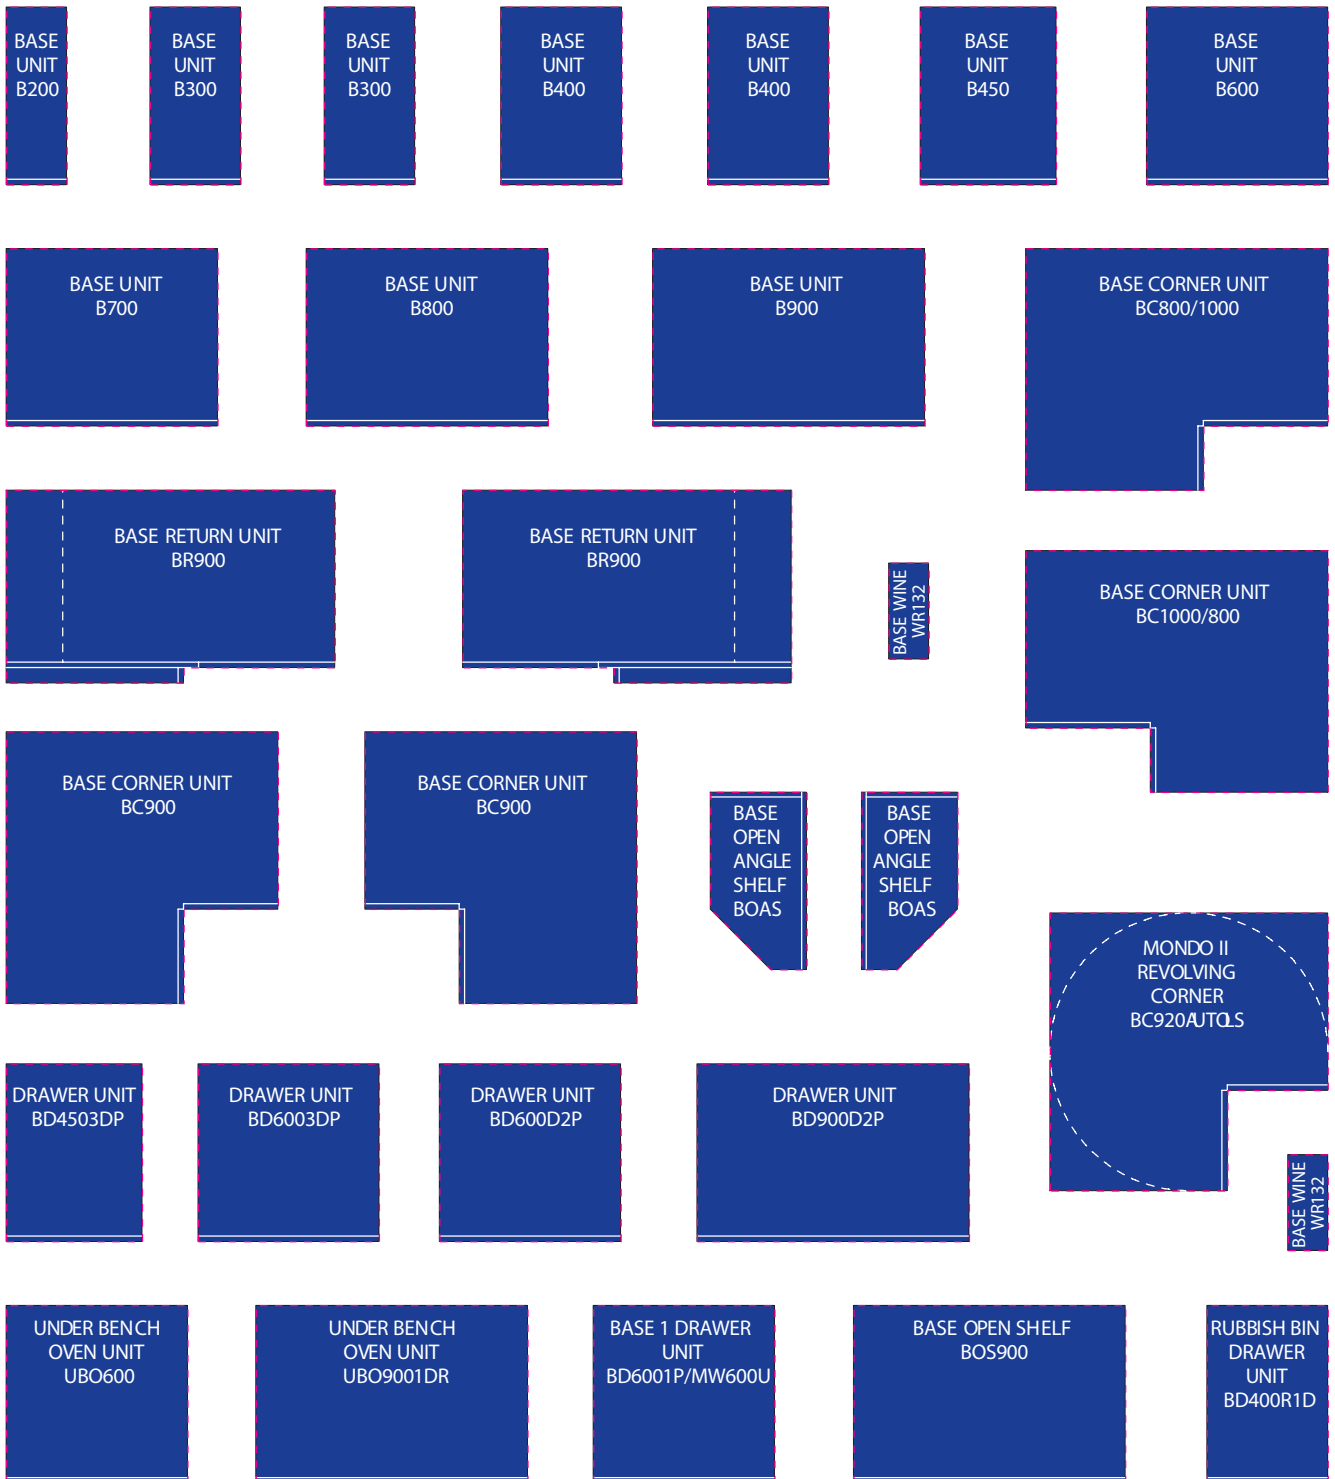 BASE
UNIT
B200
BASE
UNIT
B300
BASE
UNIT
B300
BASE
UNIT
B400
BASE
UNIT
B400
BASE
UNIT
B450
BASE
UNIT
B600
BASE UNIT
B700
BASE UNIT
B800
BASE UNIT
B900
BASE CORNER UNIT
BC800/1000
BASE RETURN UNIT
BR900
BASE RETURN UNIT
BR900
BASE WINE
WR132
BASE CORNER UNIT
BC1000/800
BASE CORNER UNIT
BC900
BASE CORNER UNIT
BC900
BASE
OPEN
ANGLE
SHELF
BOAS
BASE
OPEN
ANGLE
SHELF
BOAS
MONDO II
REVOLVING
CORNER
BC920AUTOLS
DRAWER UNIT
BD4503DP
DRAWER UNIT
BD6003DP
DRAWER UNIT
BD600D2P
DRAWER UNIT
BD900D2P
BASE WINE
WR132
UNDER BENCH
OVEN UNIT
UBO600
UNDER BENCH
OVEN UNIT
UBO9001DR
BASE 1 DRAWER
UNIT
BD6001P/MW600U
BASE OPEN SHELF
BOS900
RUBBISH BIN
DRAWER
UNIT
BD400R1D